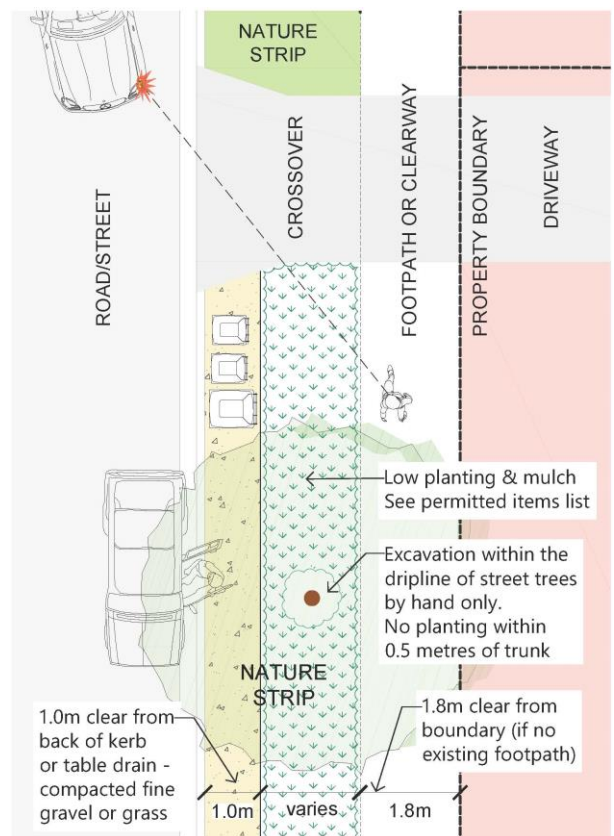 NATURE
STRIP
ROAD/STREET
CROSSOVER
FOOTPATH OR CLEARWAY
PROPERTY BOUNDARY
DRIVEWAY
Low planting & mulch
See permitted items list
Excavation within the
dripline of street trees
by hand only.
No planting within
0.5 metres of trunk
NATURE
STRIP
1.0m clear from
back of kerb
or table drain -
compacted fine
gravel or grass
1.8m clear from
boundary (if no
existing footpath)
1.0m
varies
1.8m